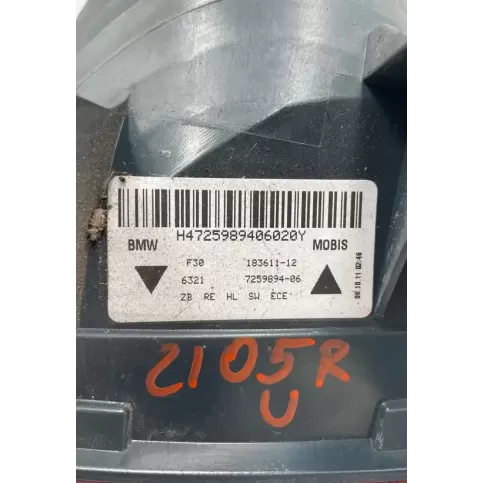 H4725989406020Y
BMW MOBIS
F30 183611-12
6321 7259894-06
ZB RE HL SW ECE
06.10.11 02:46
2105R
U